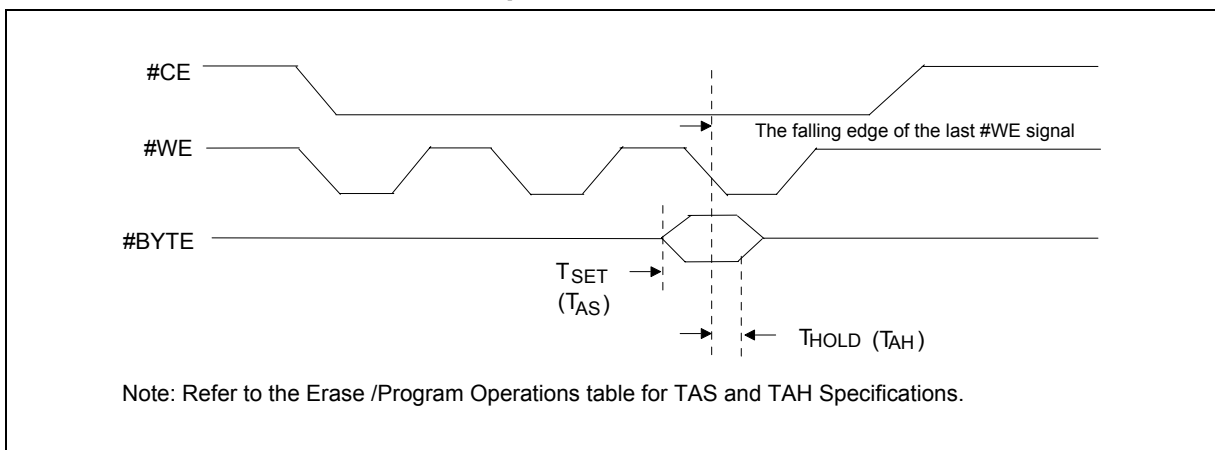 #CE
The falling edge of the last #WE signal
#WE
#BYTE
TSET
(TAS)
THOLD (TAH)
Note: Refer to the Erase /Program Operations table for TAS and TAH Specifications.